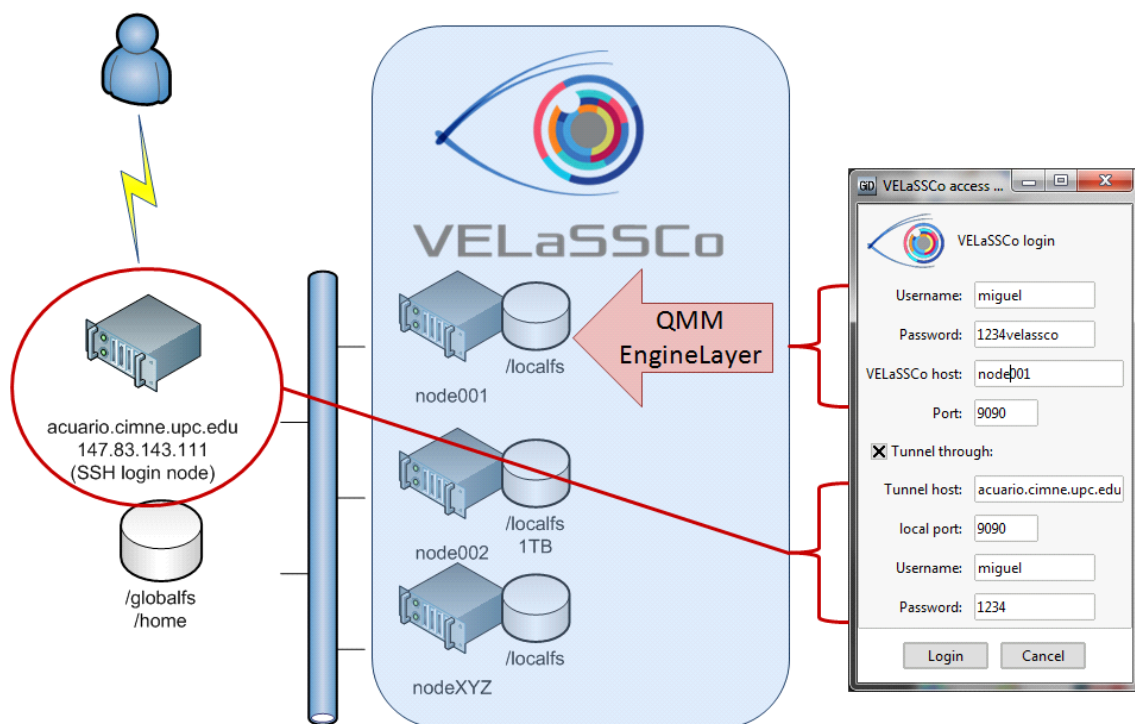 VELaSSCo
acuario.cimne.upc.edu
147.83.143.111
(SSH login node)
/globalfs
/home
/localfs
node001
QMM
EngineLayer
/localfs
1TB
node002
/localfs
nodeXYZ
GiD VELaSSCo access ...
VELaSSCo login
Username: miguel
Password: 1234velassco
VELaSSCo host: node001
Port: 9090
Tunnel through:
Tunnel host: acuario.cimne.upc.edu
local port: 9090
Username: miguel
Password: 1234
Login Cancel